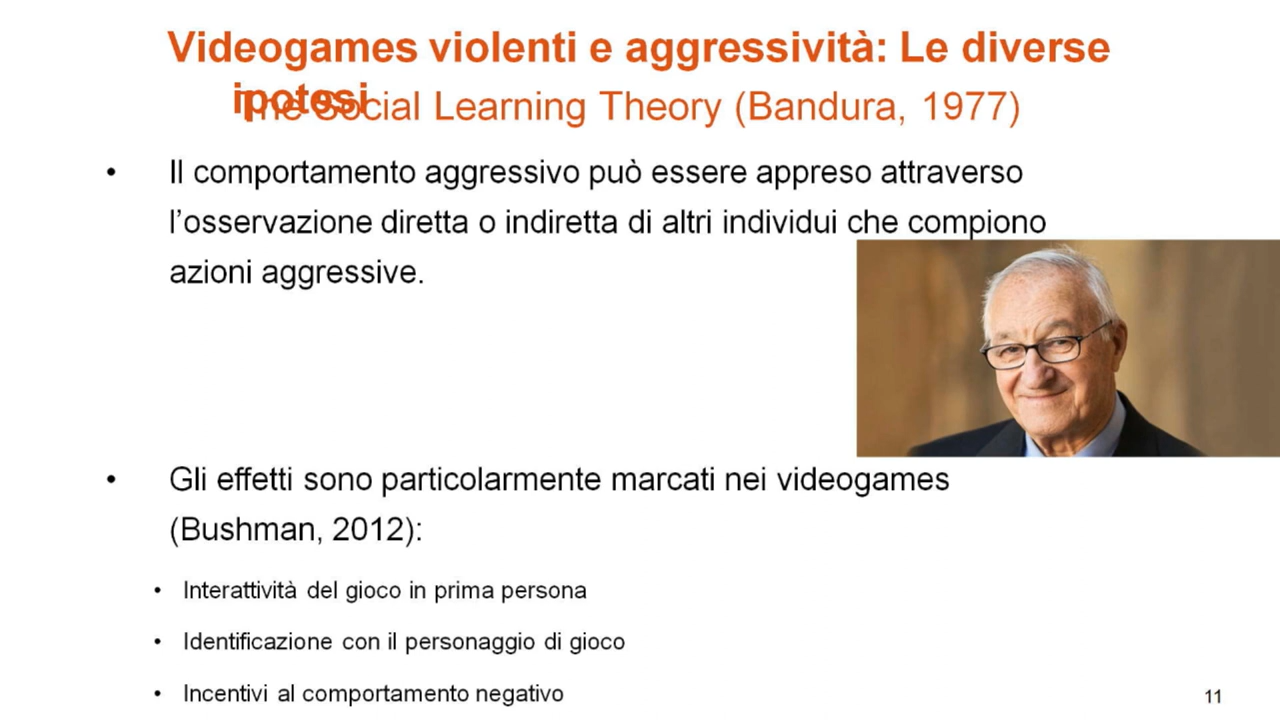 Videogames violenti e aggressività: Le diverse
ipotesi
The Social Learning Theory (Bandura, 1977)
• Il comportamento aggressivo può essere appreso attraverso
l’osservazione diretta o indiretta di altri individui che compiono
azioni aggressive.
• Gli effetti sono particolarmente marcati nei videogames
(Bushman, 2012):
• Interattività del gioco in prima persona
• Identificazione con il personaggio di gioco
• Incentivi al comportamento negativo
11